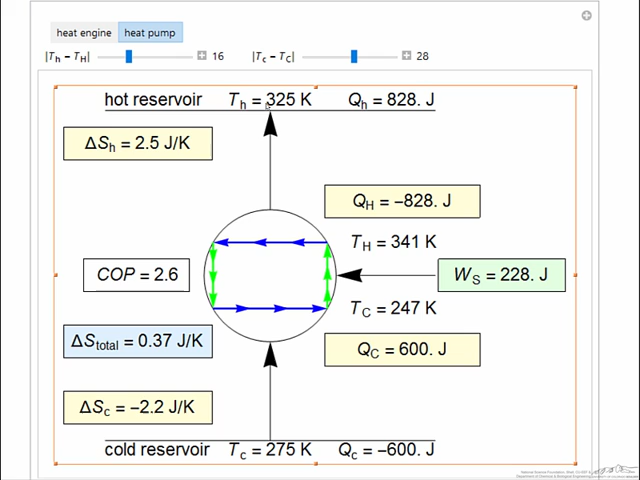 heat engine heat pump
|Th − TH| 16 |Tc − TC| 28
hot reservoir Th = 325 K Qh = 828. J
ΔSh = 2.5 J/K
QH = −828. J
TH = 341 K
COP = 2.6
WS = 228. J
TC = 247 K
ΔStotal = 0.37 J/K
QC = 600. J
ΔSc = −2.2 J/K
cold reservoir Tc = 275 K Qc = −600. J